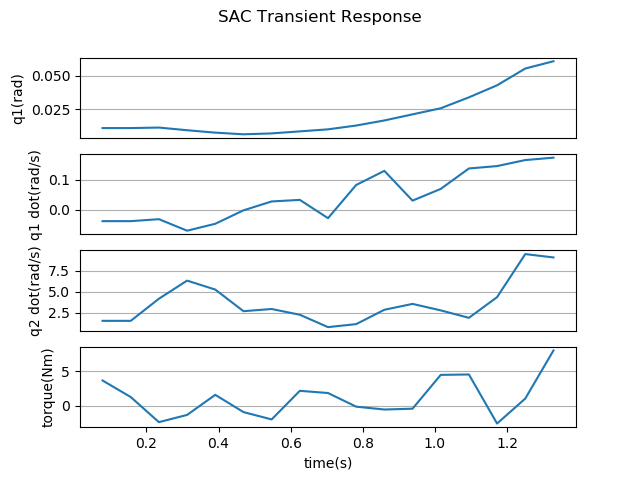 SAC Transient Response
q1(rad)
0.050
0.025
q1 dot(rad/s)
0.1
0.0
q2 dot(rad/s)
7.5
5.0
2.5
torque(Nm)
5
0
0.2 0.4 0.6 0.8 1.0 1.2
time(s)